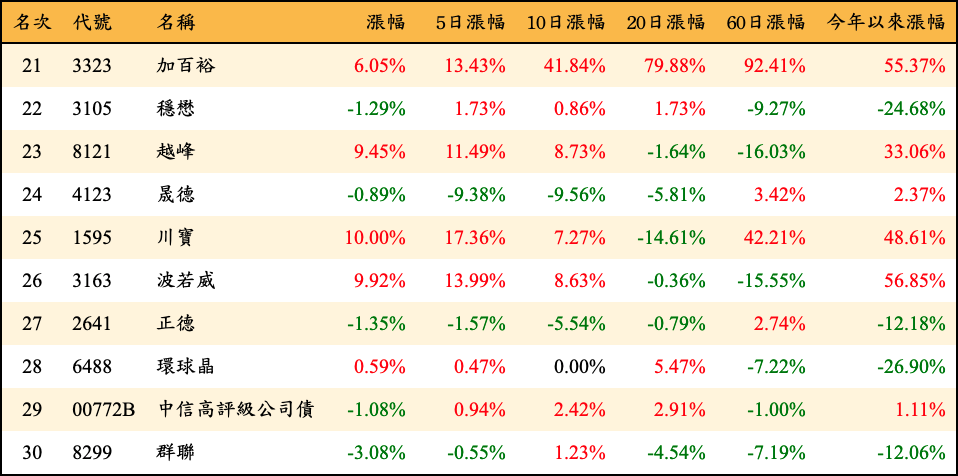 名次 代號 名稱 漲幅 5日漲幅 10日漲幅 20日漲幅 60日漲幅 今年以來漲幅
21 3323 加百裕 6.05% 13.43% 41.84% 79.88% 92.41% 55.37%
22 3105 穩懋 -1.29% 1.73% 0.86% 1.73% -9.27% -24.68%
23 8121 越峰 9.45% 11.49% 8.73% -1.64% -16.03% 33.06%
24 4123 晟德 -0.89% -9.38% -9.56% -5.81% 3.42% 2.37%
25 1595 川寶 10.00% 17.36% 7.27% -14.61% 42.21% 48.61%
26 3163 波若威 9.92% 13.99% 8.63% -0.36% -15.55% 56.85%
27 2641 正德 -1.35% -1.57% -5.54% -0.79% 2.74% -12.18%
28 6488 環球晶 0.59% 0.47% 0.00% 5.47% -7.22% -26.90%
29 00772B 中信高評級公司債 -1.08% 0.94% 2.42% 2.91% -1.00% 1.11%
30 8299 群聯 -3.08% -0.55% 1.23% -4.54% -7.19% -12.06%